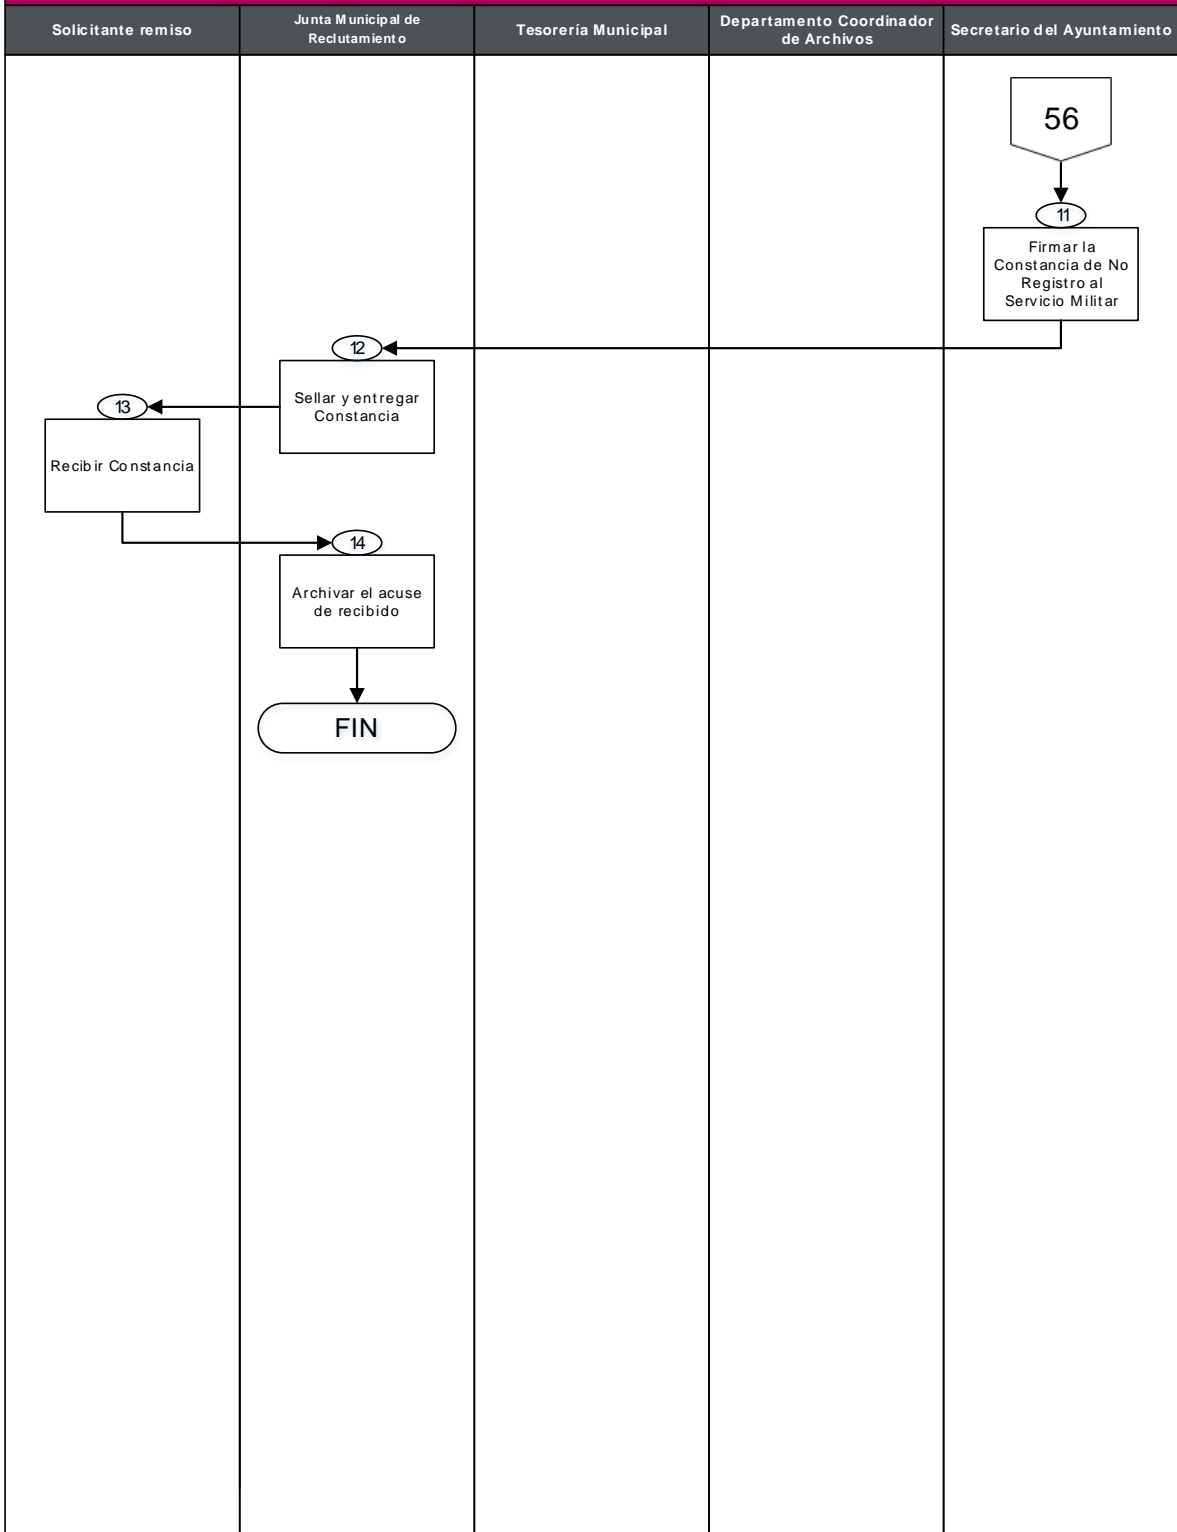 Solicitante remiso
Junta Municipal de
Reclutamiento
Tesorería Municipal
Departamento Coordinador
de Archivos
Secretario del Ayuntamiento
56
11
Firmar la
Constancia de No
Registro al
Servicio Militar
12
Sellar y entregar
Constancia
13
Recibir Constancia
14
Archivar el acuse
de recibido
FIN